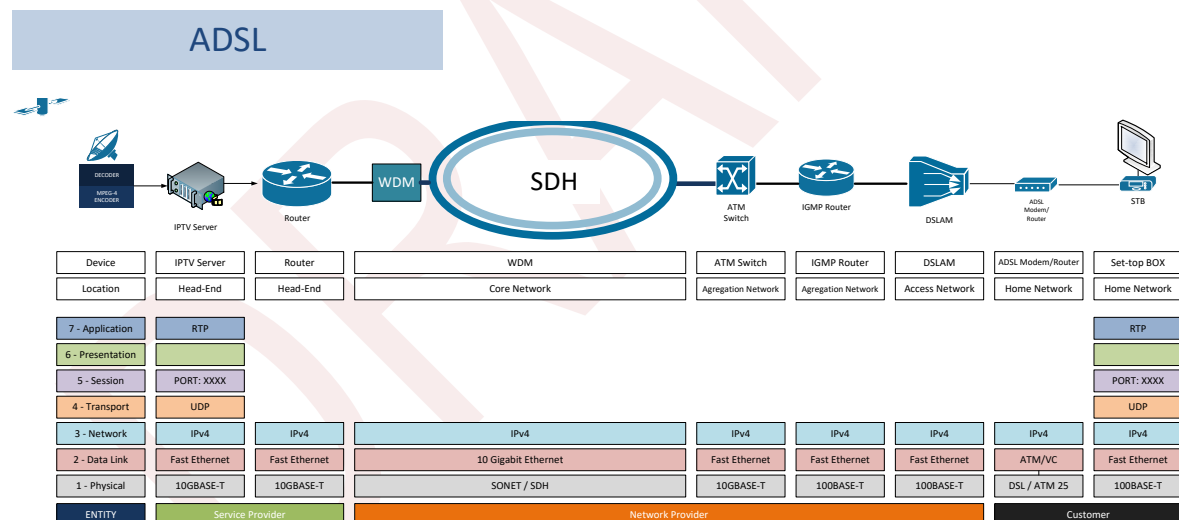 ADSL
DECODER
MPEG-4
ENCODER
IPTV Server
Router
WDM
SDH
ATM
Switch
IGMP Router
DSLAM
ADSL
Modem/
Router
STB
Device IPTV Server Router WDM ATM Switch IGMP Router DSLAM ADSL Modem/Router Set-top BOX
Location Head-End Head-End Core Network Agregation Network Agregation Network Access Network Home Network Home Network
7 - Application RTP RTP
6 - Presentation
5 - Session PORT: XXXX PORT: XXXX
4 - Transport UDP UDP
3 - Network IPv4 IPv4 IPv4 IPv4 IPv4 IPv4 IPv4 IPv4
2 - Data Link Fast Ethernet Fast Ethernet 10 Gigabit Ethernet Fast Ethernet Fast Ethernet Fast Ethernet ATM/VC Fast Ethernet
1 - Physical 10GBASE-T 10GBASE-T SONET / SDH 10GBASE-T 100BASE-T 100BASE-T DSL / ATM 25 100BASE-T
ENTITY Service Provider Network Provider Customer